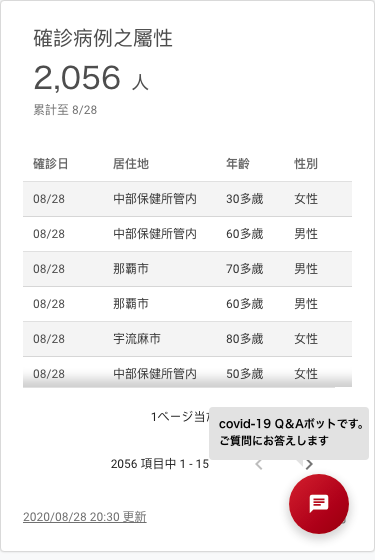 確診病例之屬性
2,056 人
累計至 8/28
確診日 居住地 年齡 性別
08/28 中部保健所管内 30多歲 女性
08/28 中部保健所管内 60多歲 男性
08/28 那覇市 70多歲 男性
08/28 那覇市 60多歲 男性
08/28 宇流麻市 80多歲 女性
08/28 中部保健所管内 50多歲 女性
1ページ当
covid-19 Q&Aボットです。
ご質問にお答えします
2056 項目中 1 - 15
2020/08/28 20:30 更新